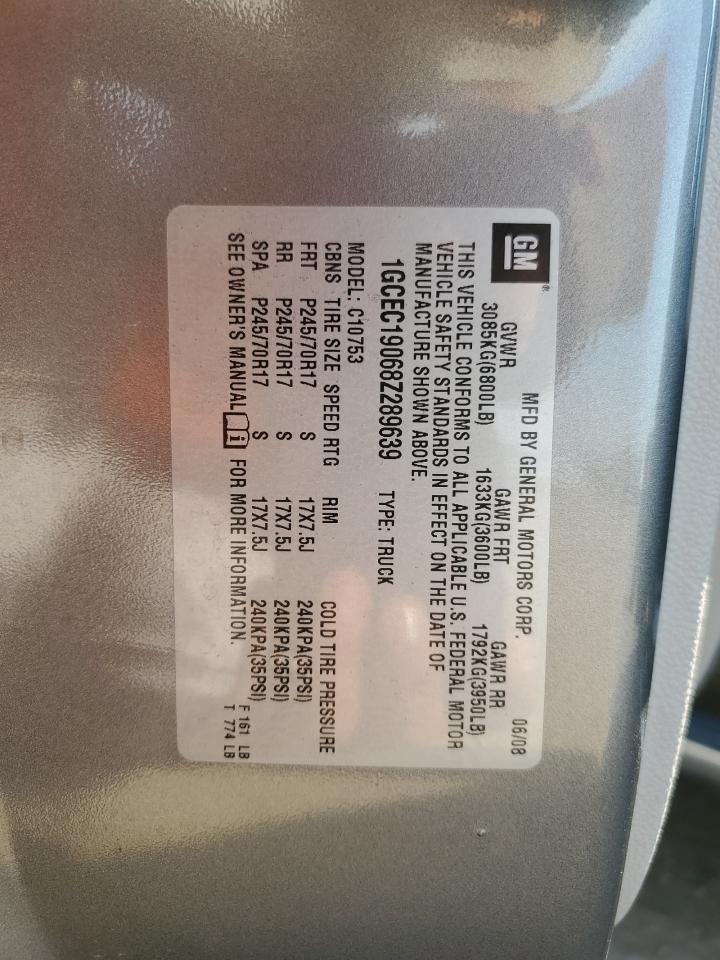 GM®
MFD BY GENERAL MOTORS CORP. 06/08
GVWR GAWR FRT GAWR RR
3085KG(6800LB) 1633KG(3600LB) 1792KG(3950LB)
THIS VEHICLE CONFORMS TO ALL APPLICABLE U.S. FEDERAL MOTOR
VEHICLE SAFETY STANDARDS IN EFFECT ON THE DATE OF
MANUFACTURE SHOWN ABOVE.
1GCEC19068Z289639 TYPE: TRUCK
MODEL: C10753
CBNS TIRE SIZE SPEED RTG RIM COLD TIRE PRESSURE
FRT P245/70R17 S 17X7.5J 240KPA(35PSI)
RR P245/70R17 S 17X7.5J 240KPA(35PSI)
SPA P245/70R17 S 17X7.5J 240KPA(35PSI)
SEE OWNER'S MANUAL i FOR MORE INFORMATION.
F 161 LB
T 774 LB